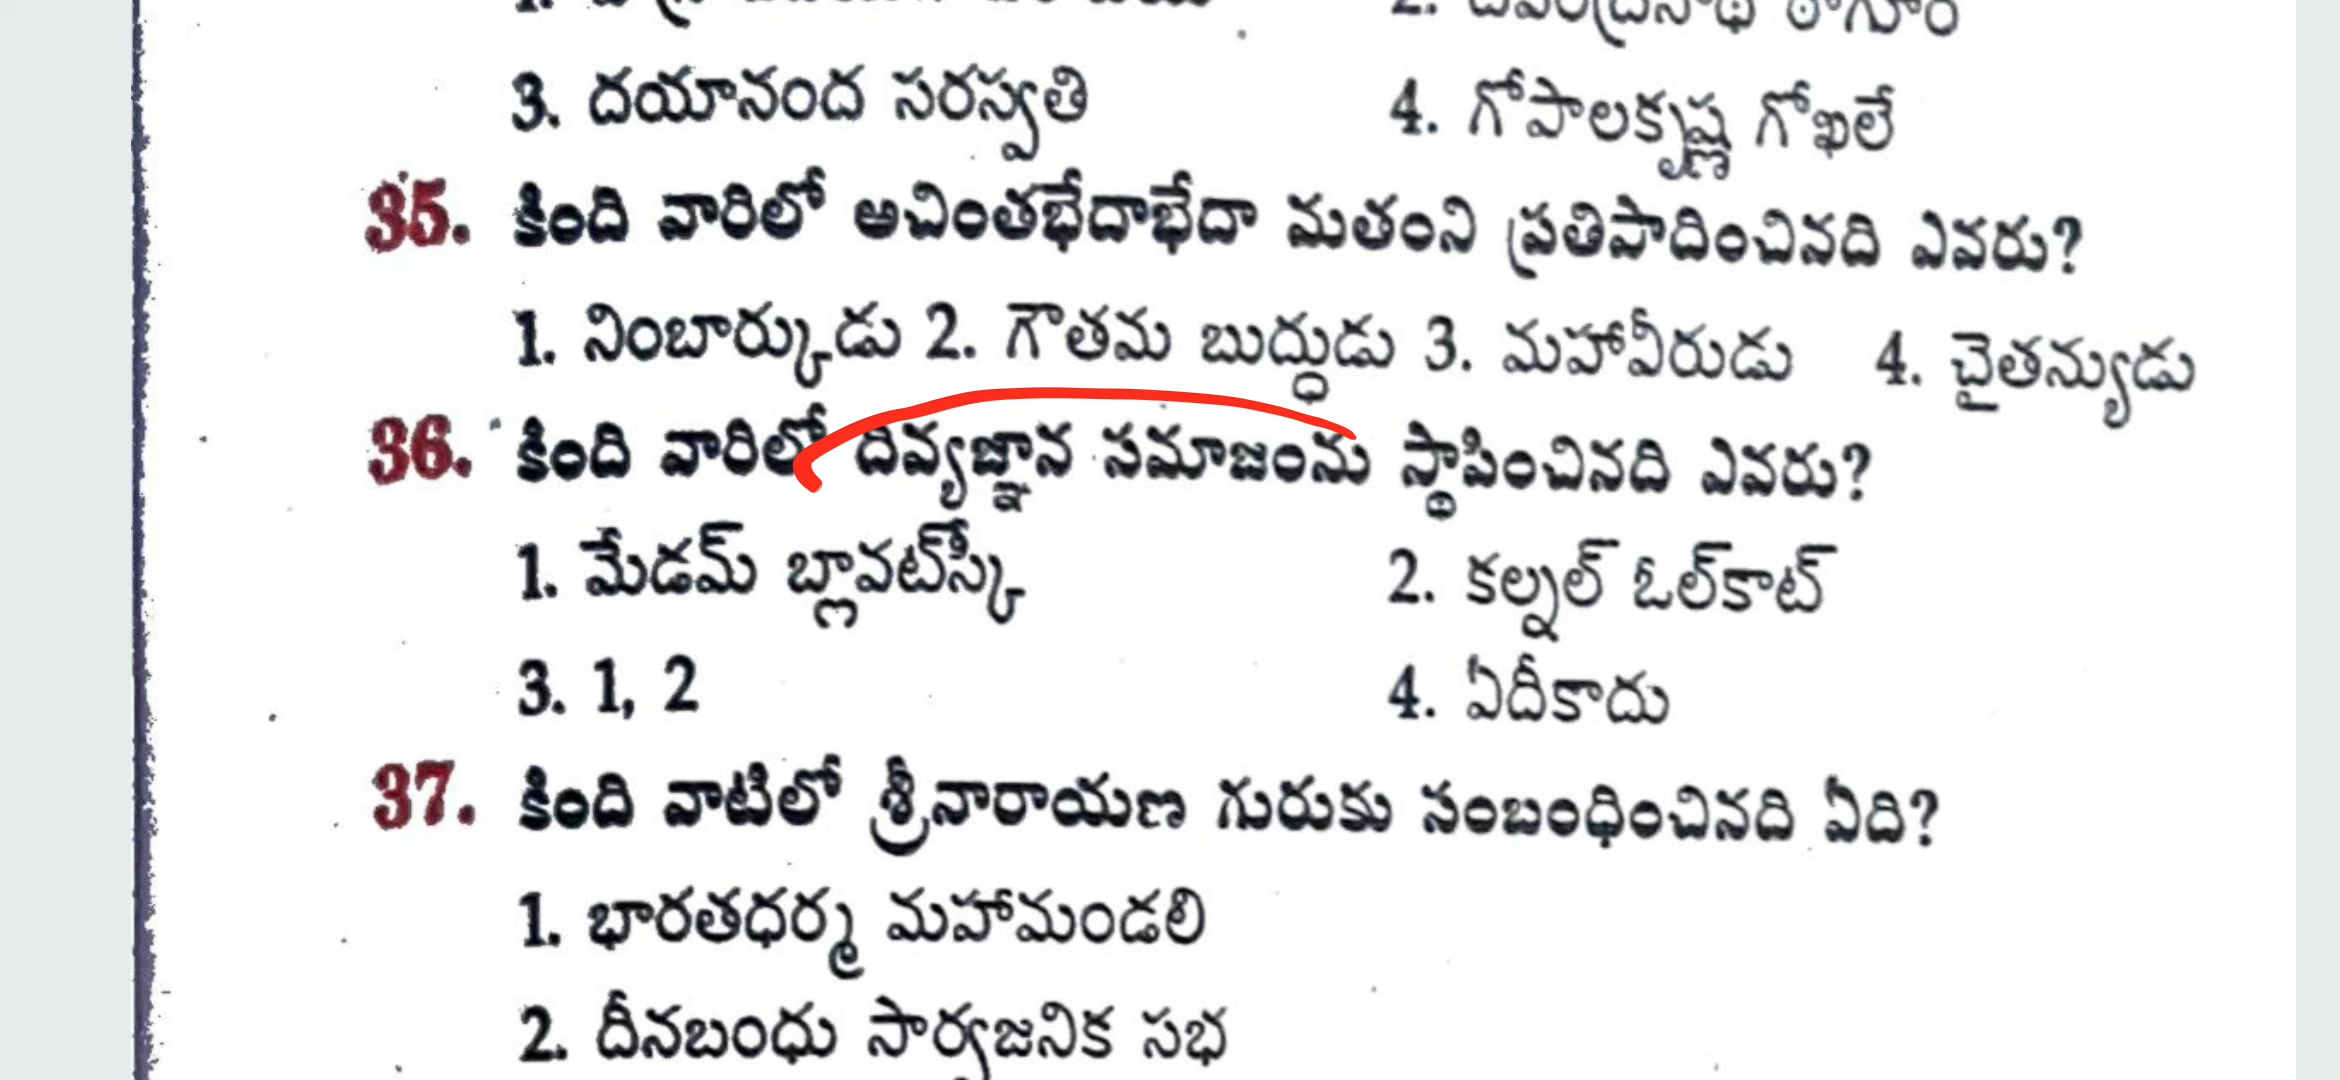 3. దయానంద సరస్వతి 4. గోపాలకృష్ణ గోఖలే
35. కింది వారిలో అచింతభేదాభేదా మతంని ప్రతిపాదించినది ఎవరు?
1. నింబార్కుడు 2. గౌతమ బుద్ధుడు 3. మహావీరుడు 4. చైతన్యుడు
36. కింది వారిలో దివ్యజ్ఞాన సమాజంను స్థాపించినది ఎవరు?
1. మేడమ్ బ్లావట్‌స్కీ 2. కల్నల్ ఓల్‌కాట్
3. 1, 2 4. ఏదీకాదు
37. కింది వాటిలో శ్రీనారాయణ గురుకు సంబంధించినది ఏది?
1. భారతధర్మ మహామండలి
2. దీనబంధు సార్వజనిక సభ